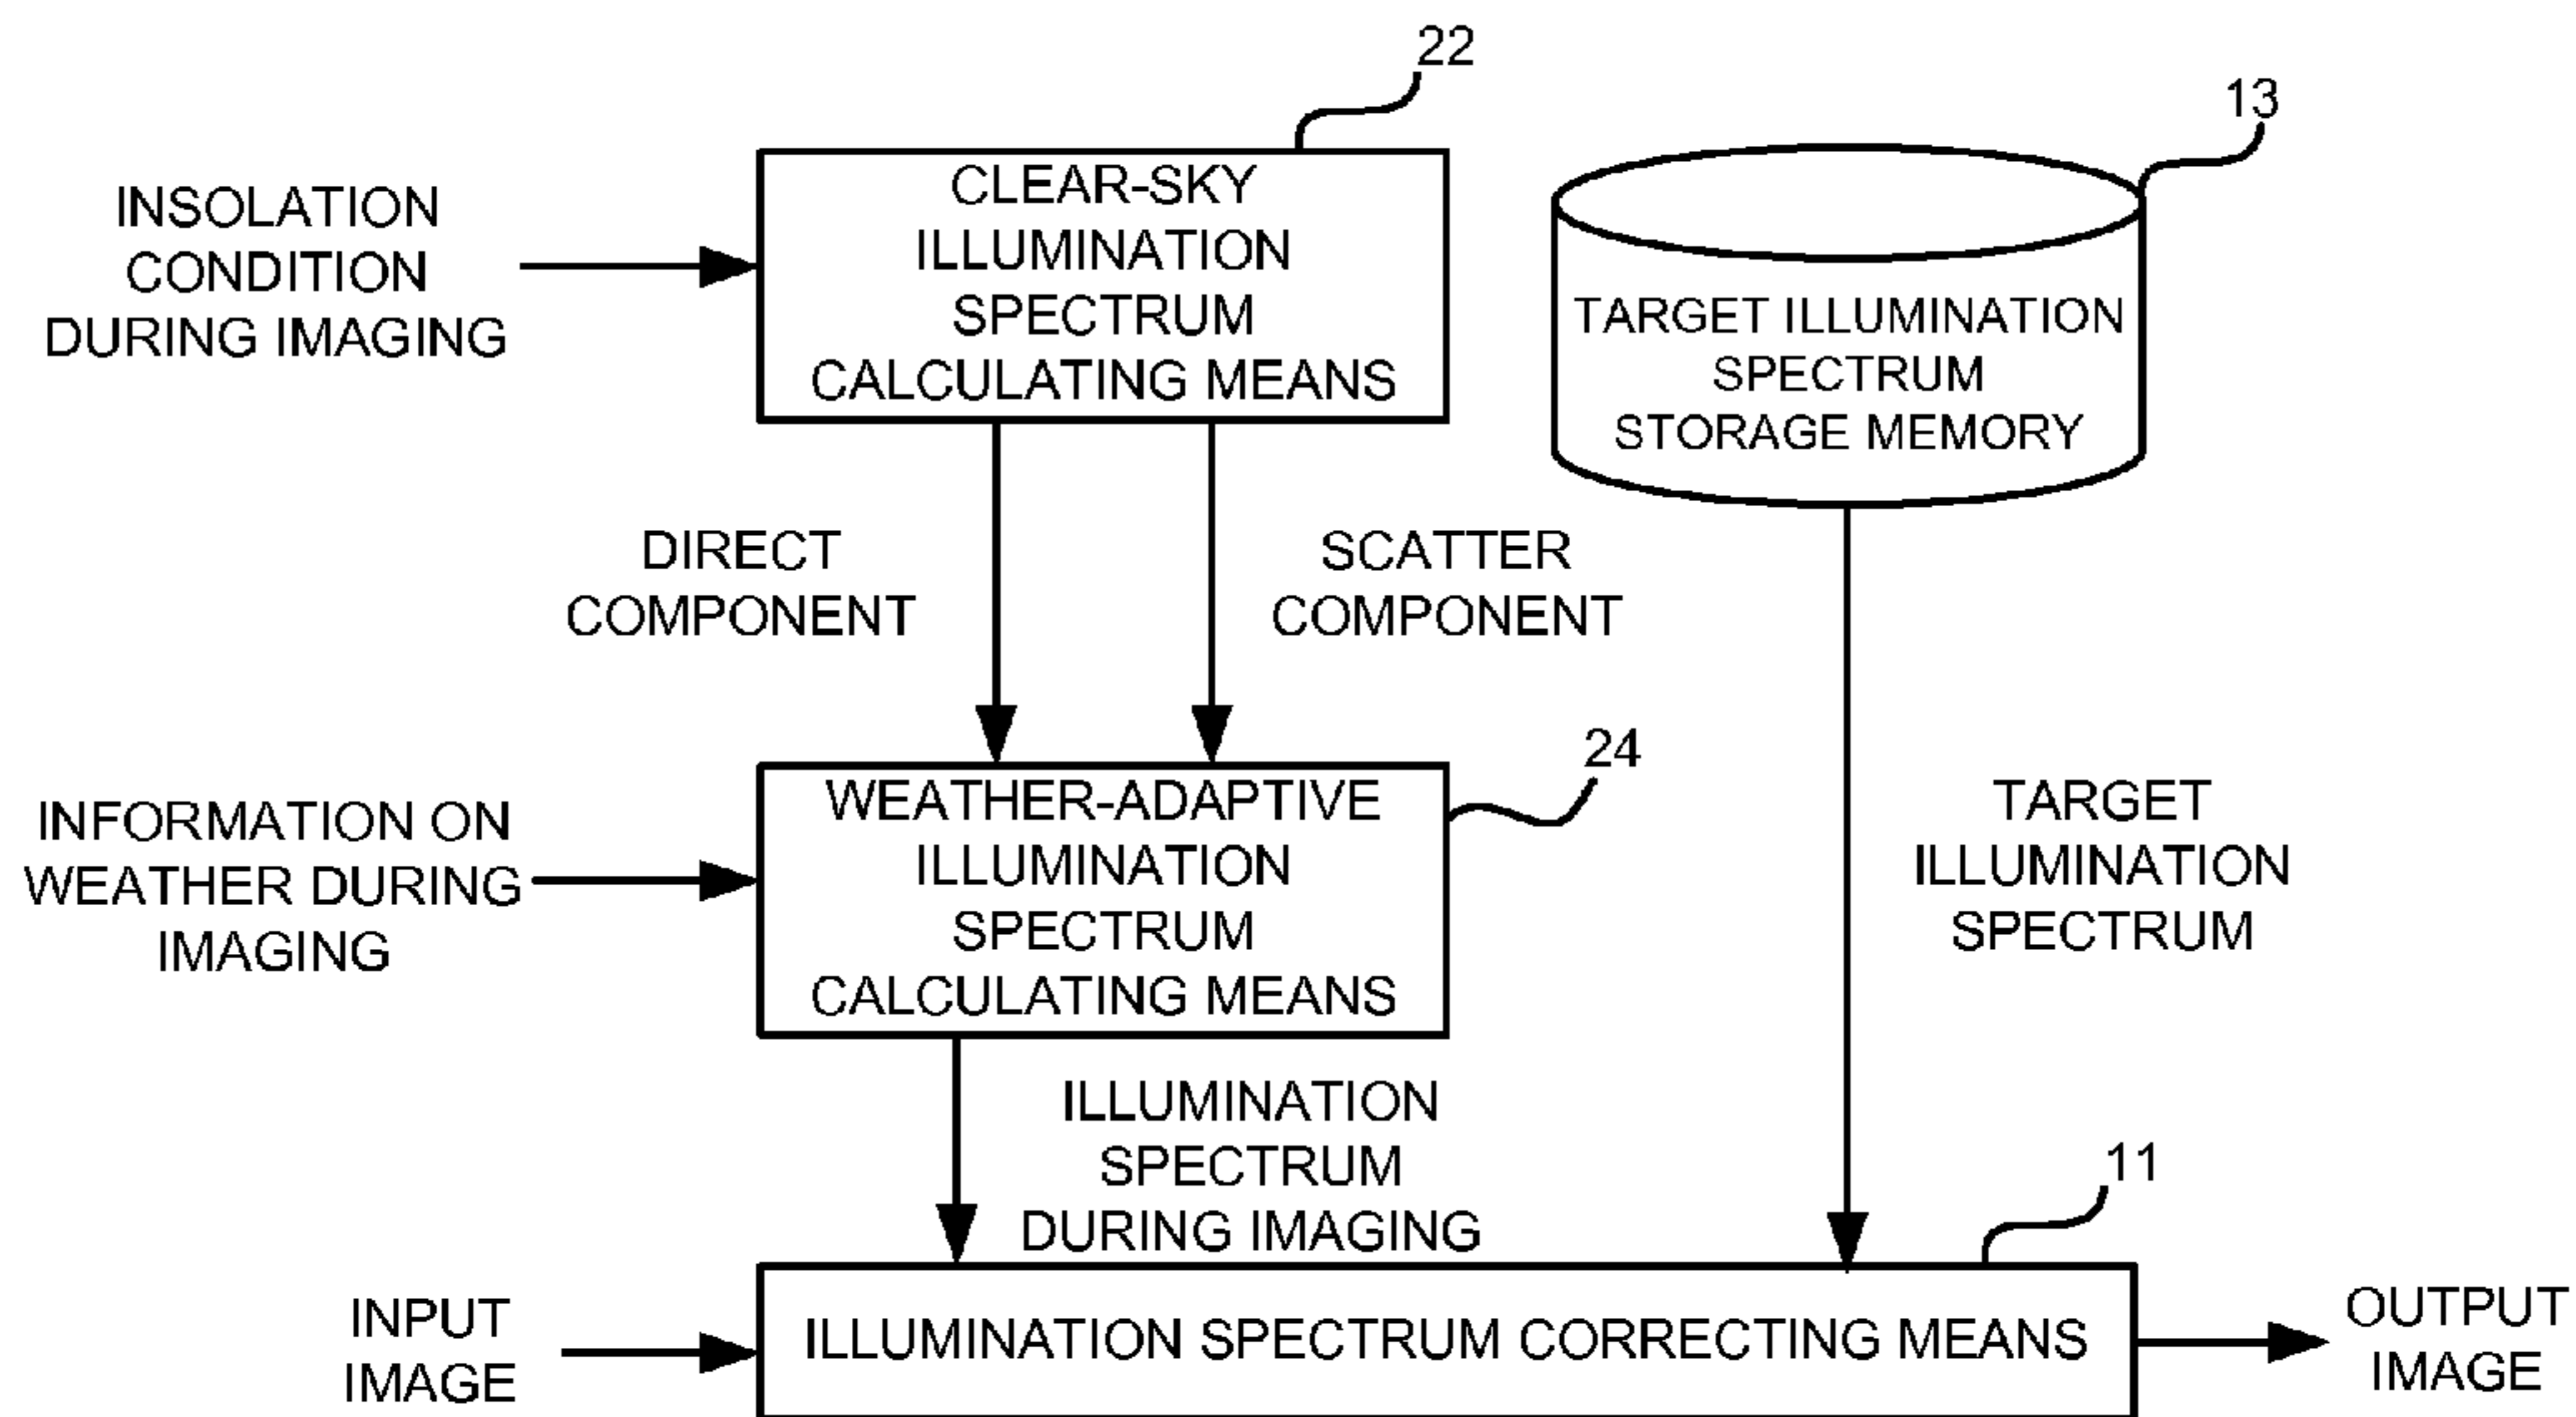 22
13
INSOLATION
CONDITION
DURING IMAGING
CLEAR-SKY
ILLUMINATION
SPECTRUM
CALCULATING MEANS
TARGET ILLUMINATION
SPECTRUM
STORAGE MEMORY
DIRECT
COMPONENT
SCATTER
COMPONENT
24
INFORMATION ON
WEATHER DURING
IMAGING
WEATHER-ADAPTIVE
ILLUMINATION
SPECTRUM
CALCULATING MEANS
TARGET
ILLUMINATION
SPECTRUM
ILLUMINATION
SPECTRUM
DURING IMAGING
11
INPUT
IMAGE
ILLUMINATION SPECTRUM CORRECTING MEANS
OUTPUT
IMAGE